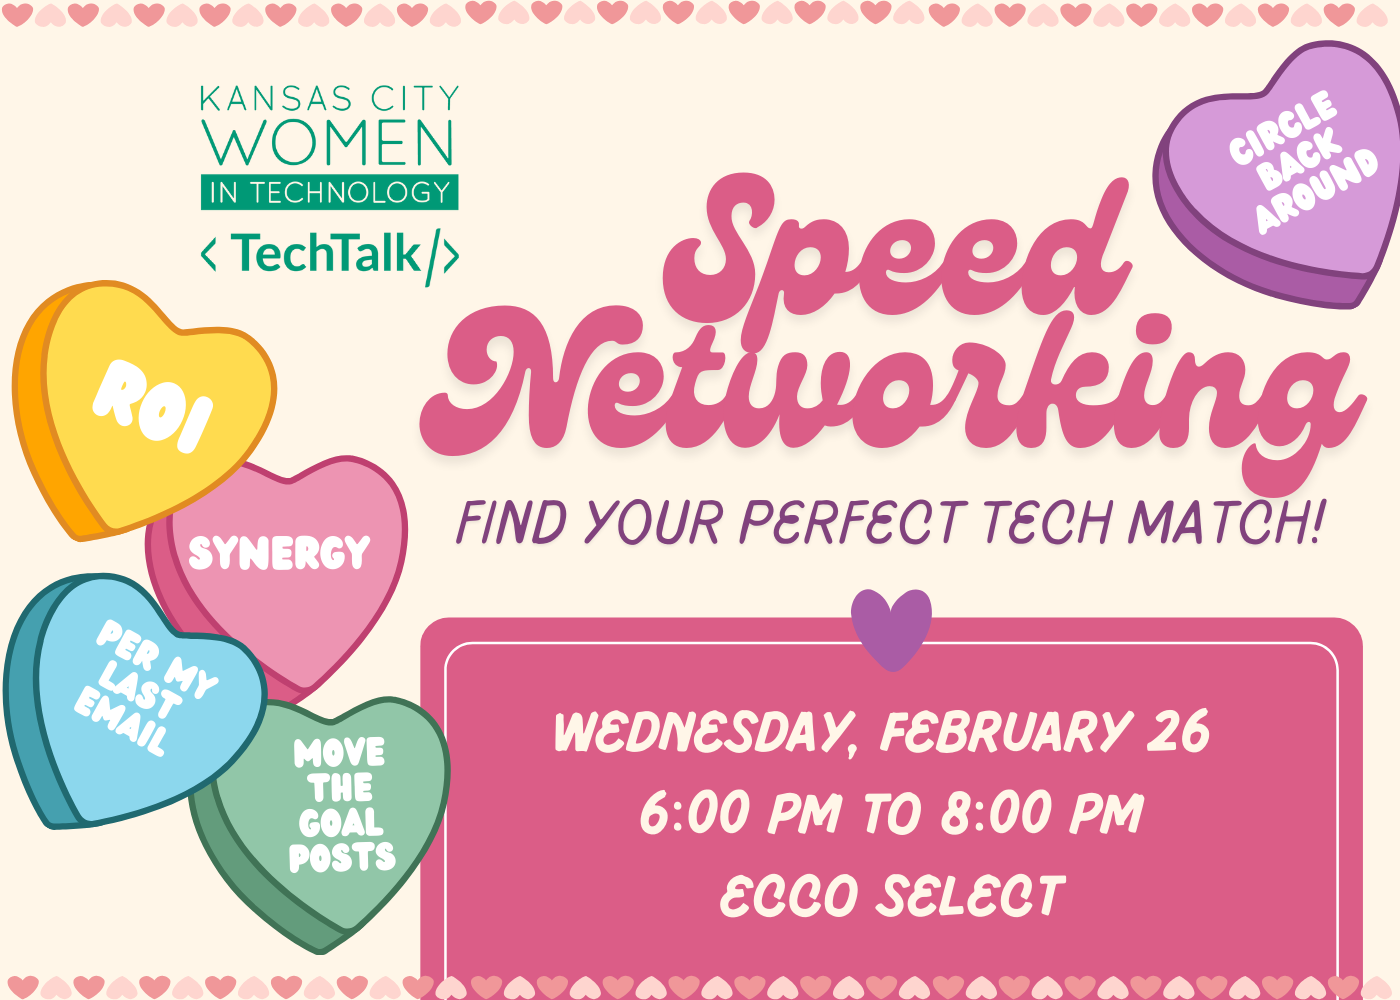 KANSAS CITY
WOMEN
IN TECHNOLOGY
< TechTalk/>
CIRCLE
BACK
AROUND
Speed
Networking
FIND YOUR PERFECT TECH MATCH!
ROI
SYNERGY
PER MY
LAST
EMAIL
MOVE
THE
GOAL
POSTS
WEDNESDAY, FEBRUARY 26
6:00 PM TO 8:00 PM
ECCO SELECT